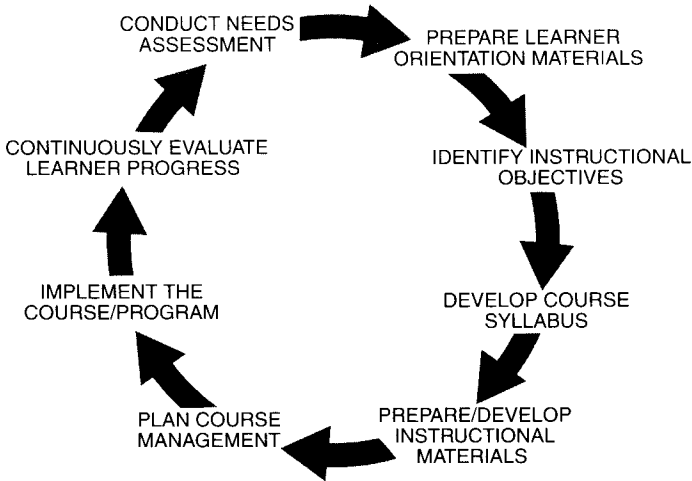 CONDUCT NEEDS
ASSESSMENT
PREPARE LEARNER
ORIENTATION MATERIALS
IDENTIFY INSTRUCTIONAL
OBJECTIVES
DEVELOP COURSE
SYLLABUS
PREPARE/DEVELOP
INSTRUCTIONAL
MATERIALS
PLAN COURSE
MANAGEMENT
IMPLEMENT THE
COURSE/PROGRAM
CONTINUOUSLY EVALUATE
LEARNER PROGRESS